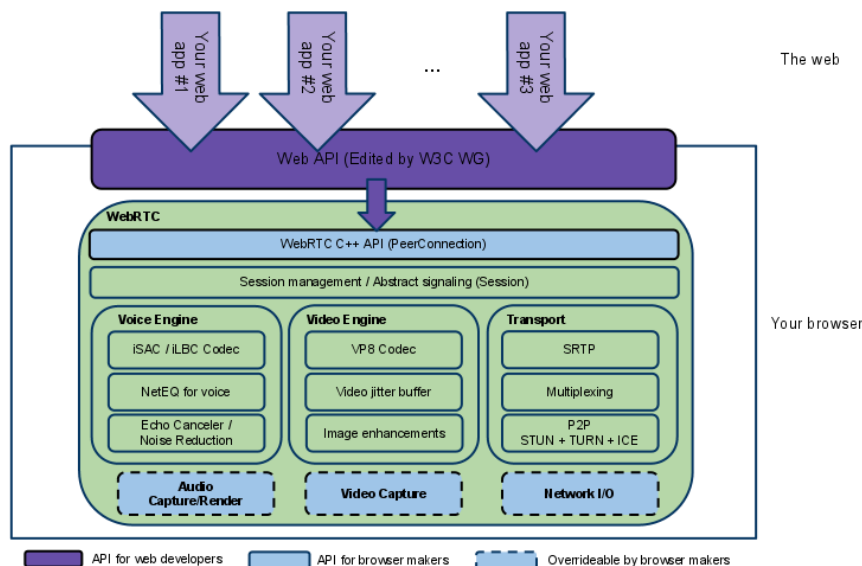 Your web
app #1
Your web
app #2
...
Your web
app #3
The web
Web API (Edited by W3C WG)
WebRTC
WebRTC C++ API (PeerConnection)
Session management / Abstract signaling (Session)
Your browser
Voice Engine
iSAC / iLBC Codec
NetEQ for voice
Echo Canceler /
Noise Reduction
Video Engine
VP8 Codec
Video jitter buffer
Image enhancements
Transport
SRTP
Multiplexing
P2P
STUN + TURN + ICE
Audio
Capture/Render
Video Capture
Network I/O
API for web developers
API for browser makers
Overrideable by browser makers